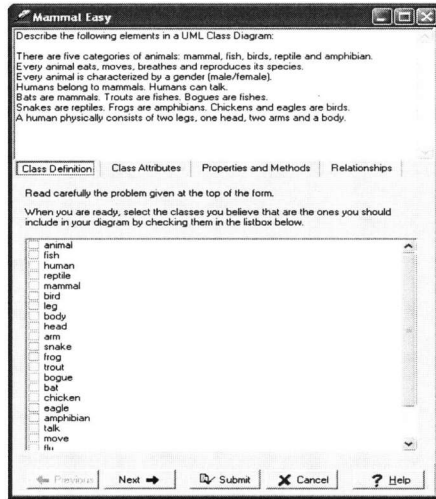 Mammal Easy
Describe the following elements in a UML Class Diagram:
There are five categories of animals: mammal, fish, birds, reptile and amphibian.
Every animal eats, moves, breathes and reproduces its species.
Every animal is characterized by a gender (male/female).
Humans belong to mammals. Humans can talk.
Bats are mammals. Trouts are fishes. Bogues are fishes.
Snakes are reptiles. Frogs are amphibians. Chickens and eagles are birds.
A human physically consists of two legs, one head, two arms and a body.
Class Definition Class Attributes Properties and Methods Relationships
Read carefully the problem given at the top of the form.
When you are ready, select the classes you believe that are the ones you should
include in your diagram by checking them in the listbox below.
animal
fish
human
reptile
mammal
bird
leg
body
head
arm
snake
frog
trout
bogue
bat
chicken
eagle
amphibian
talk
move
Previous Next Submit Cancel ? Help